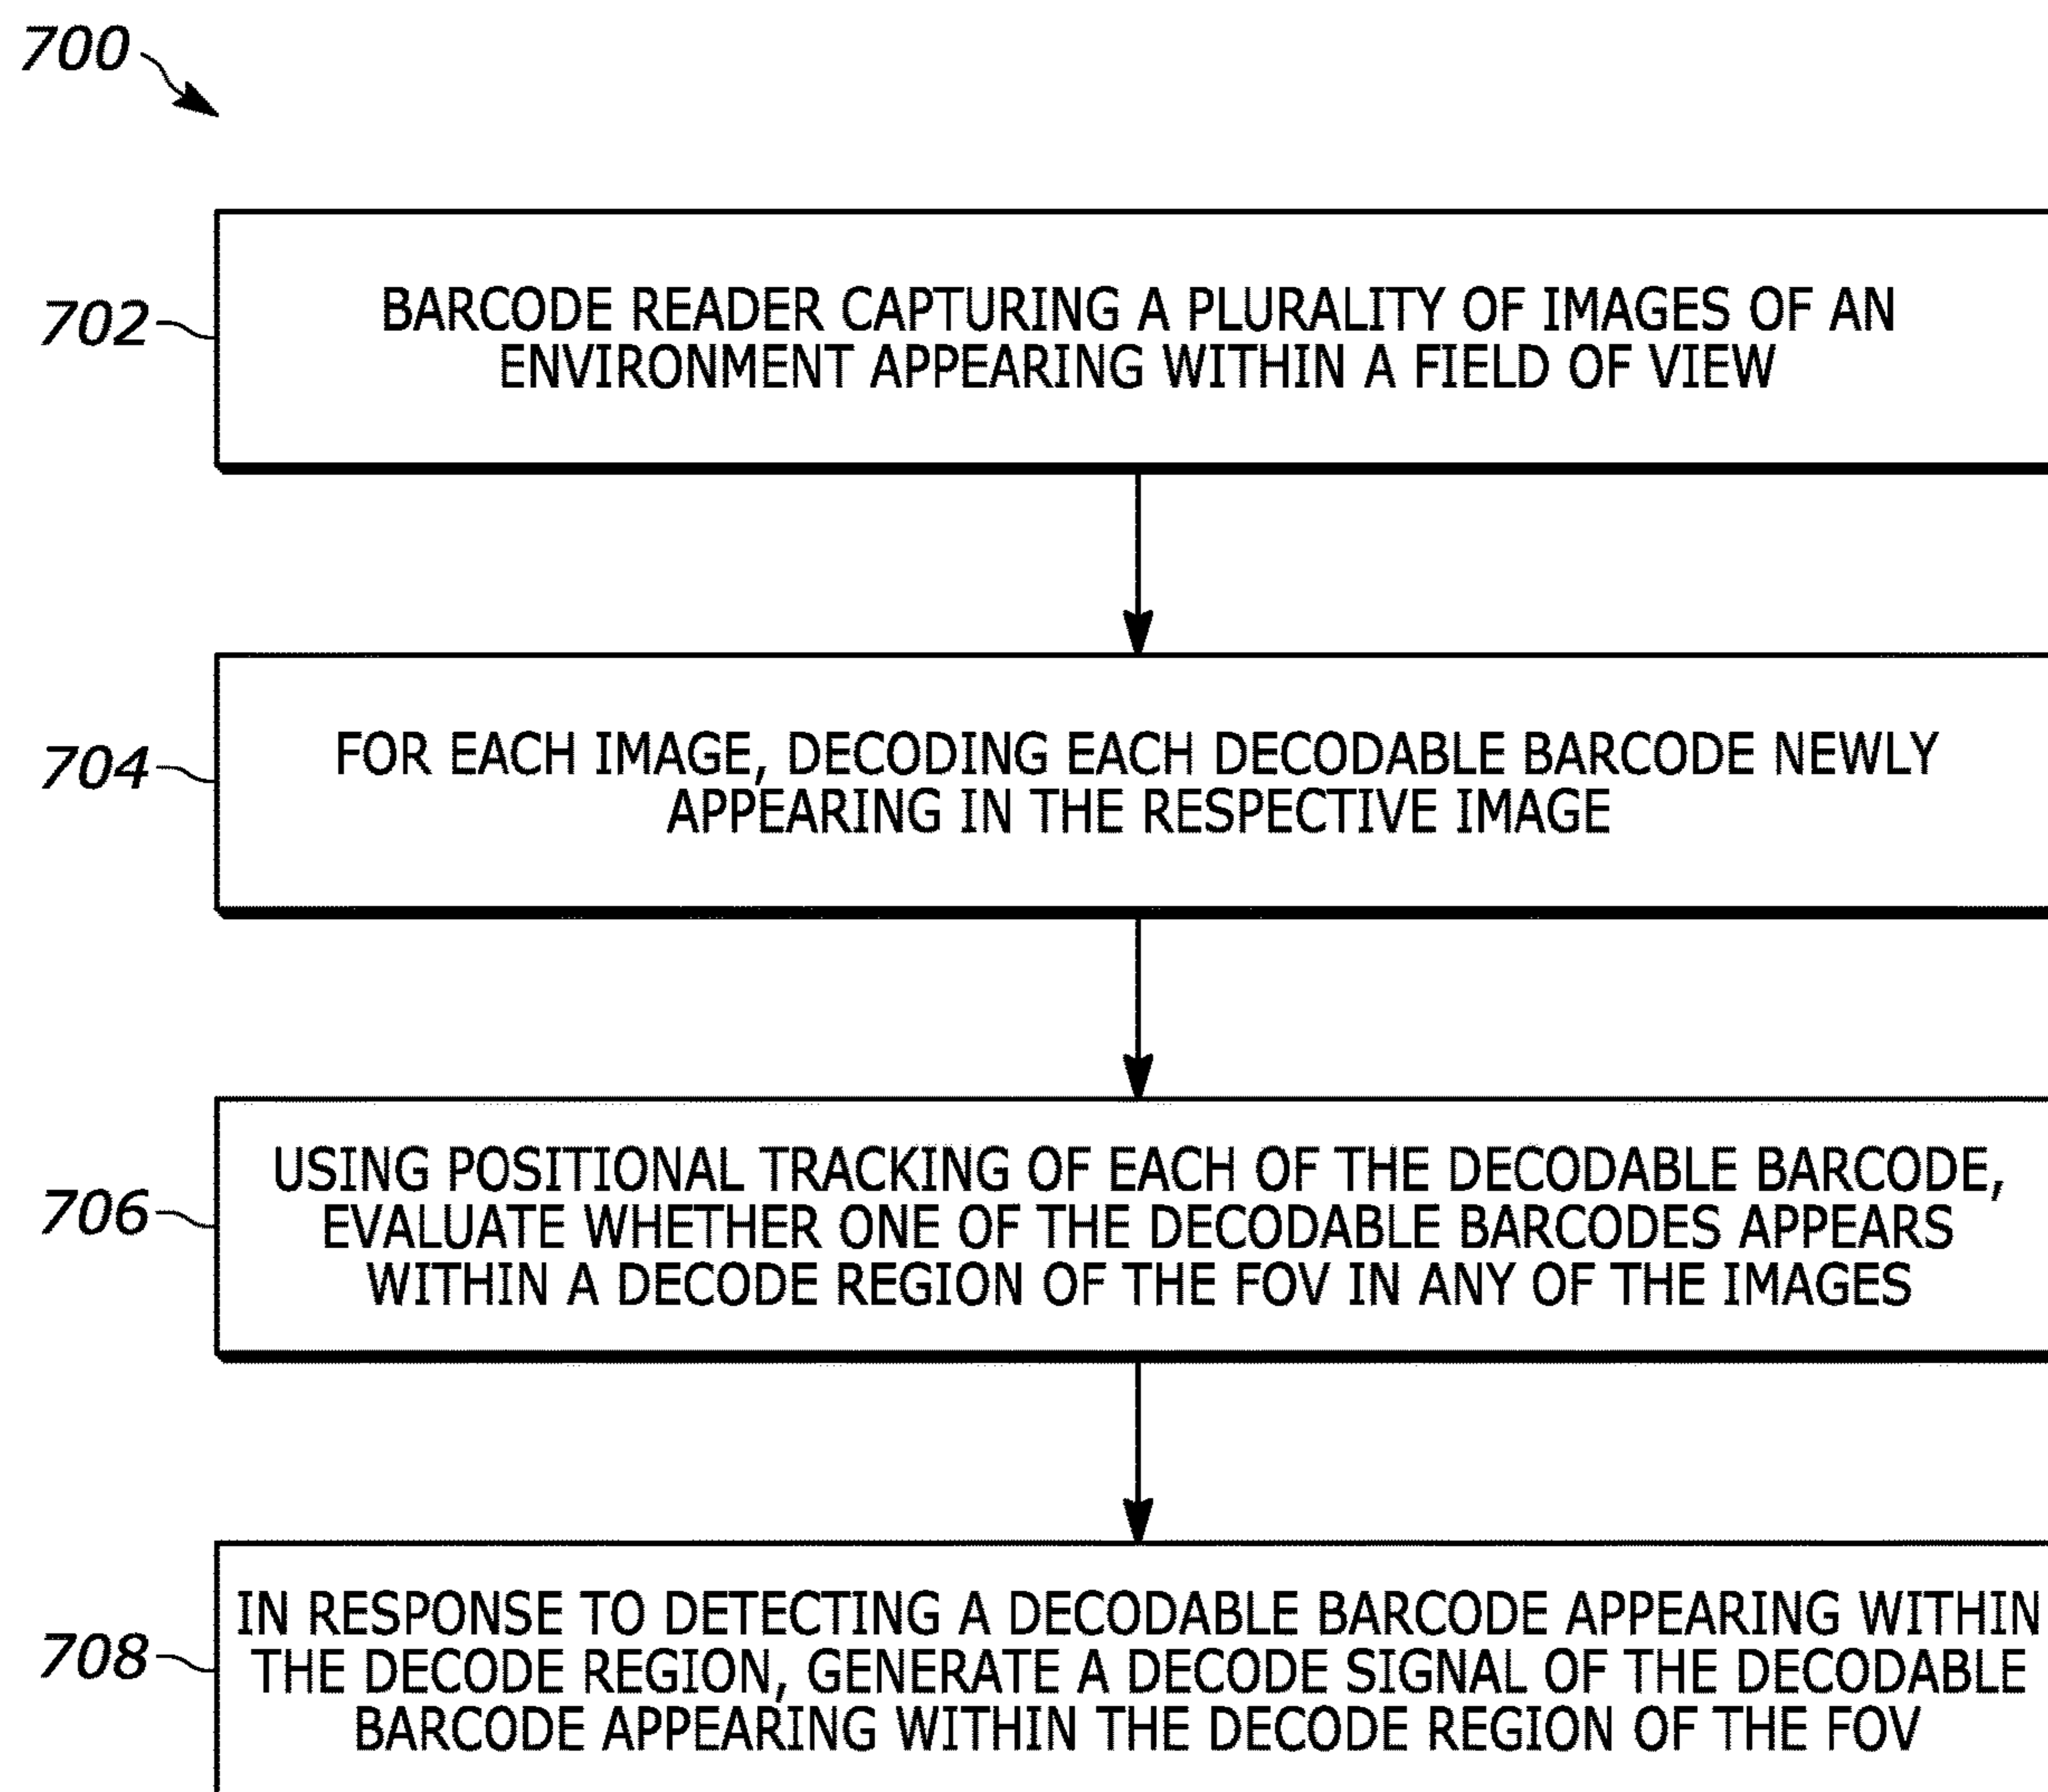 700
702
BARCODE READER CAPTURING A PLURALITY OF IMAGES OF AN
ENVIRONMENT APPEARING WITHIN A FIELD OF VIEW
704
FOR EACH IMAGE, DECODING EACH DECODABLE BARCODE NEWLY
APPEARING IN THE RESPECTIVE IMAGE
706
USING POSITIONAL TRACKING OF EACH OF THE DECODABLE BARCODE,
EVALUATE WHETHER ONE OF THE DECODABLE BARCODES APPEARS
WITHIN A DECODE REGION OF THE FOV IN ANY OF THE IMAGES
708
IN RESPONSE TO DETECTING A DECODABLE BARCODE APPEARING WITHIN
THE DECODE REGION, GENERATE A DECODE SIGNAL OF THE DECODABLE
BARCODE APPEARING WITHIN THE DECODE REGION OF THE FOV